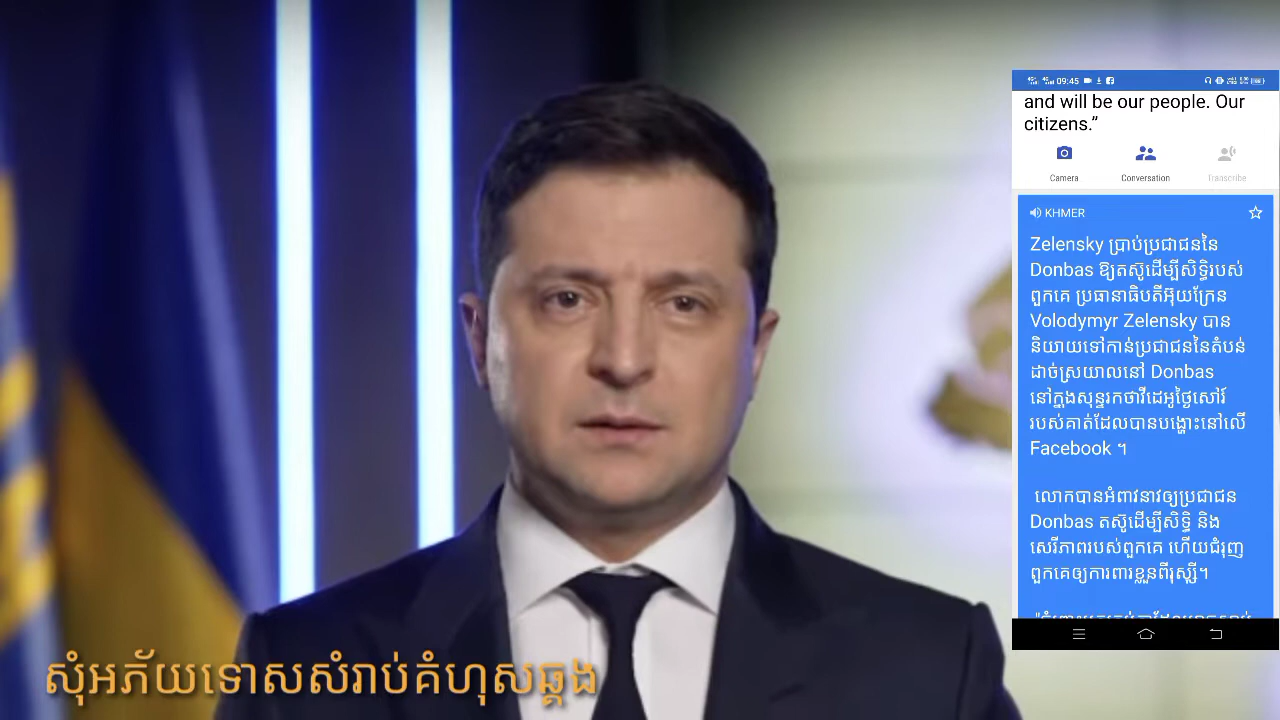 09:45
and will be our people. Our
citizens.”
Camera
Conversation
Transcribe
KHMER
Zelensky ប្រាប់ប្រជាជននៃ
Donbas ឱ្យតស៊ូដើម្បីសិទ្ធិរបស់
ពួកគេ ប្រធានាធិបតីអ៊ុយក្រែន
Volodymyr Zelensky បាន
និយាយទៅកាន់ប្រជាជននៃតំបន់
ដាច់ស្រយាលនៅ Donbas
នៅក្នុងសុន្ទរកថាវីដេអូថ្ងៃសៅរ៍
របស់គាត់ដែលបានបង្ហោះនៅលើ
Facebook ។
លោកបានអំពាវនាវឲ្យប្រជាជន
Donbas តស៊ូដើម្បីសិទ្ធិ និង
សេរីភាពរបស់ពួកគេ ហើយជំរុញ
ពួកគេឲ្យការពារខ្លួនពីរុស្ស៊ី។
សុំអភ័យទោសសំរាប់គំហុសឆ្គង